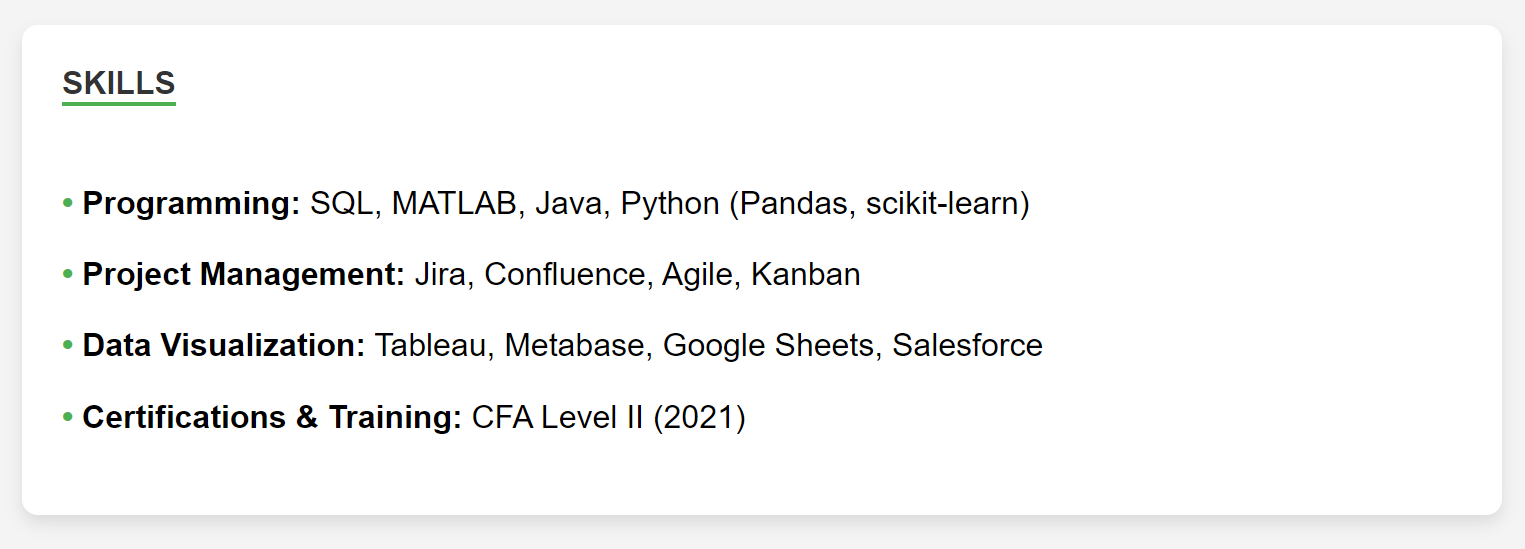 SKILLS
• Programming: SQL, MATLAB, Java, Python (Pandas, scikit-learn)
• Project Management: Jira, Confluence, Agile, Kanban
• Data Visualization: Tableau, Metabase, Google Sheets, Salesforce
• Certifications & Training: CFA Level II (2021)